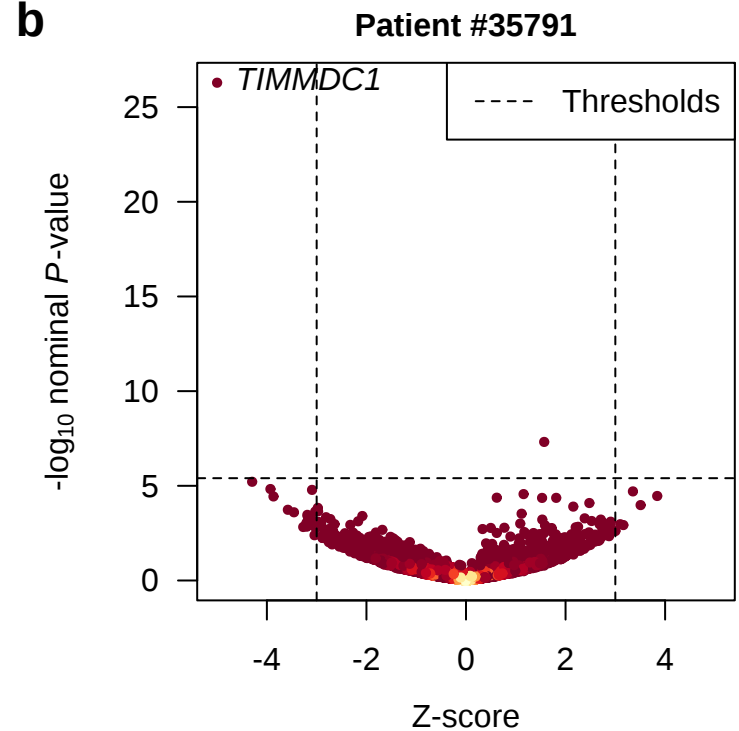 b
Patient #35791
TIMMDC1
Thresholds
-log10 nominal P-value
25
20
15
10
5
0
-4
-2
0
2
4
Z-score